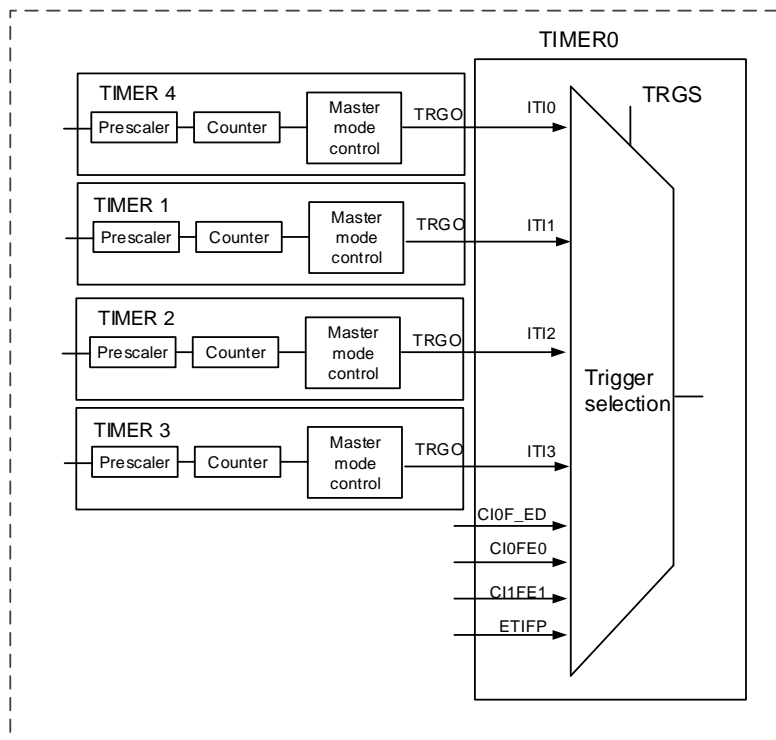 TIMER0
TIMER 4
Prescaler
Counter
Master
mode
control
TRGO
ITI0
TRGS
TIMER 1
Prescaler
Counter
Master
mode
control
TRGO
ITI1
TIMER 2
Prescaler
Counter
Master
mode
control
TRGO
ITI2
Trigger
selection
TIMER 3
Prescaler
Counter
Master
mode
control
TRGO
ITI3
CI0F_ED
CI0FE0
CI1FE1
ETIFP